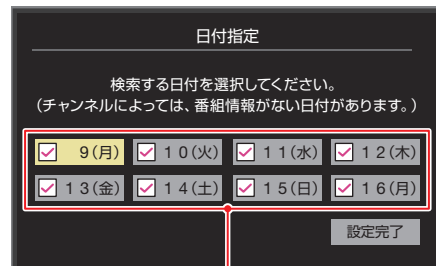 日付指定
検索する日付を選択してください。
(チャンネルによっては、番組情報がない日付があります。)
9(月) 10(火) 11(水) 12(木)
13(金) 14(土) 15(日) 16(月)
設定完了